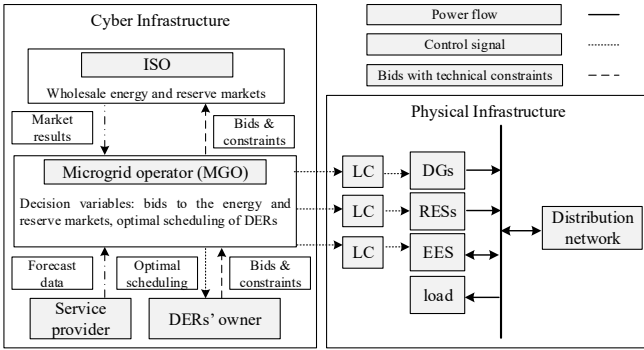 Cyber Infrastructure
ISO
Wholesale energy and reserve markets
Market
results
Bids &
constraints
Microgrid operator (MGO)
Decision variables: bids to the energy and
reserve markets, optimal scheduling of DERs
Forecast
data
Optimal
scheduling
Bids &
constraints
Service
provider
DERs' owner
Power flow
Control signal
Bids with technical constraints
Physical Infrastructure
LC
DGs
LC
RESs
LC
EES
load
Distribution
network